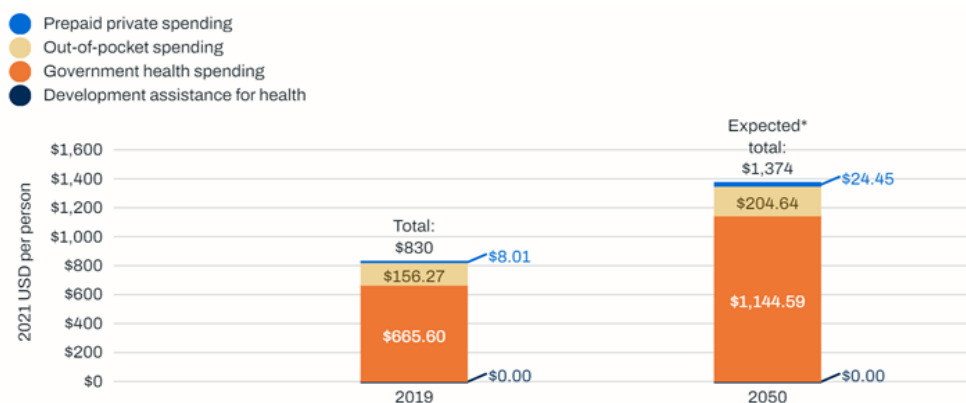 Prepaid private spending
Out-of-pocket spending
Government health spending
Development assistance for health
Expected*
total:
$1,374
$1,600
$1,400
$24.45
$204.64
$1,200
Total:
$830
$1,000
$800
$8.01
$156.27
$600
$1,144.59
$400
$665.60
$200
$0
$0.00
$0.00
2021 USD per person
2019
2050